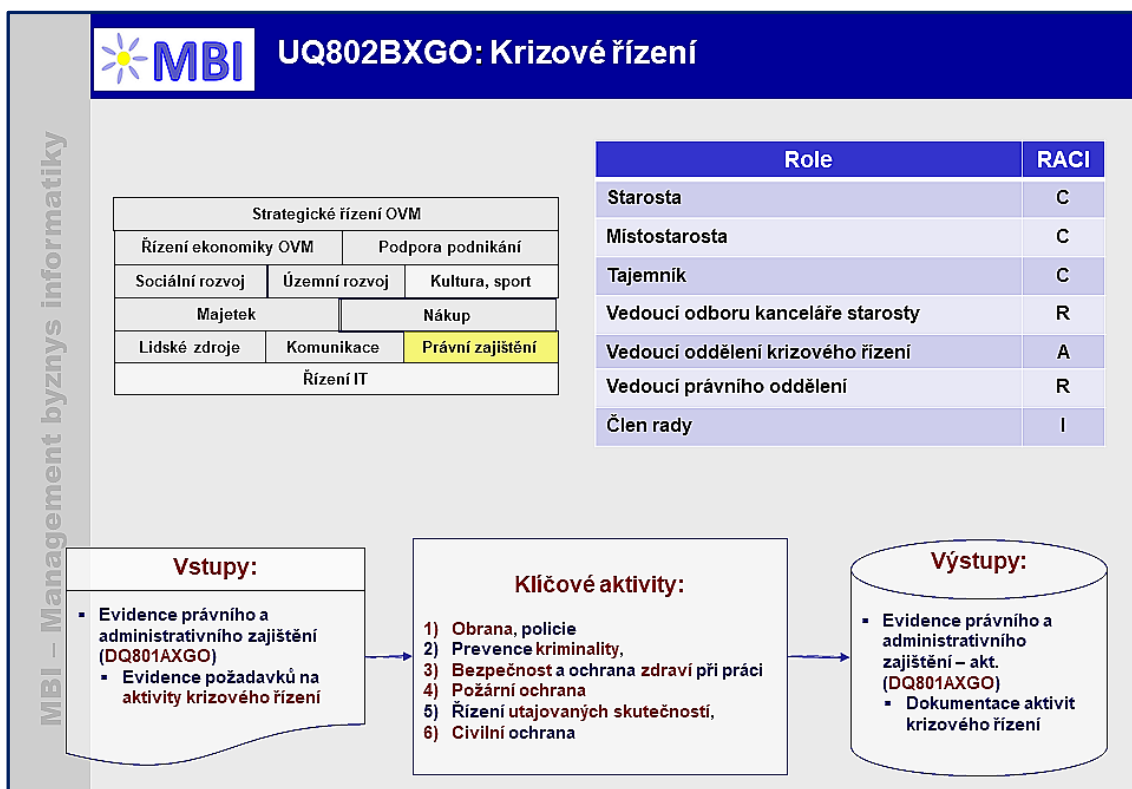 MBI
UQ802BXGO: Krizové řízení
MBI – Management byznys informatiky
Strategické řízení OVM
Řízení ekonomiky OVM
Podpora podnikání
Sociální rozvoj
Územní rozvoj
Kultura, sport
Majetek
Nákup
Lidské zdroje
Komunikace
Právní zajištění
Řízení IT
Role RACI
Starosta C
Místostarosta C
Tajemník C
Vedoucí odboru kanceláře starosty R
Vedoucí oddělení krizového řízení A
Vedoucí právního oddělení R
Člen rady I
Vstupy:
▪ Evidence právního a
administrativního zajištění
(DQ801AXGO)
▪ Evidence požadavků na
aktivity krizového řízení
Klíčové aktivity:
1) Obrana, policie
2) Prevence kriminality,
3) Bezpečnost a ochrana zdraví při práci
4) Požární ochrana
5) Řízení utajovaných skutečností,
6) Civilní ochrana
Výstupy:
▪ Evidence právního a
administrativního
zajištění – akt.
(DQ801AXGO)
▪ Dokumentace aktivit
krizového řízení